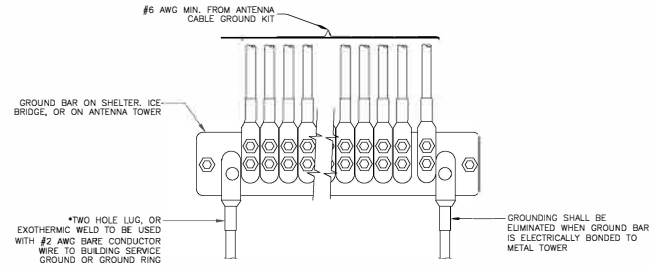 #6 AWG MIN. FROM ANTENNA
CABLE GROUND KIT
GROUND BAR ON SHELTER. ICE
BRIDGE, OR ON ANTENNA TOWER
*TWO HOLE LUG, OR
EXOTHERMIC WELD TO BE USED
WITH #2 AWG BARE CONDUCTOR
WIRE TO BUILDING SERVICE
GROUND OR GROUND RING
GROUNDING SHALL BE
ELIMINATED WHEN GROUND BAR
IS ELECTRICALLY BONDED TO
METAL TOWER